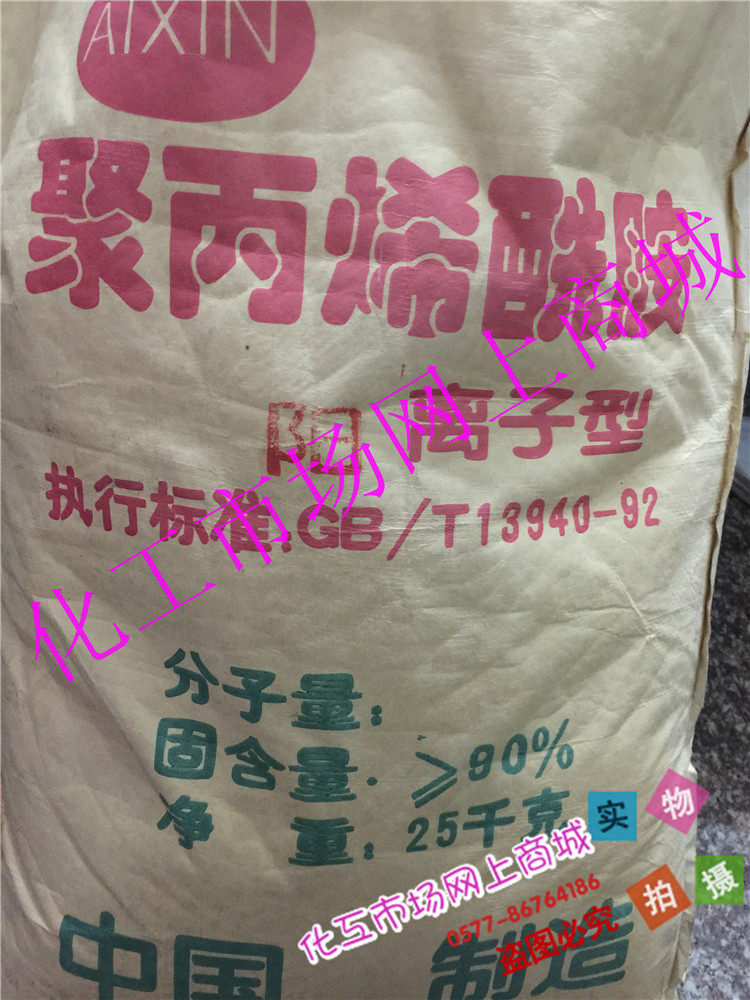 AIXIN
聚丙烯酰胺
阳 离子型
执行标准:GB/T13940-92
分子量:
固含量: ≥90%
净 重: 25千克
中国 制造
化工市场网上商城
实物
拍摄
化工市场网上商城
0577-86764186
盗图必究